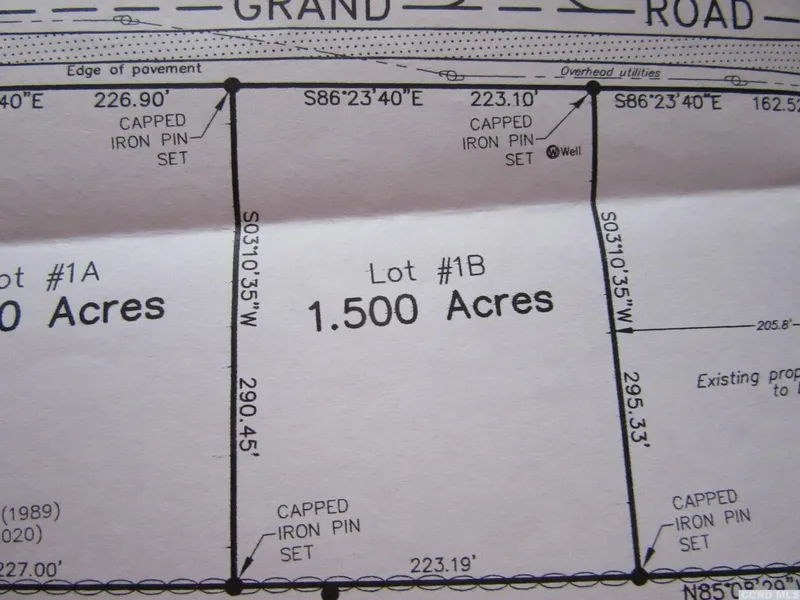 GRAND ROAD
Edge of pavement
Overhead utilities
40"E
226.90'
S86°23'40"E
223.10'
S86°23'40"E
162.52
CAPPED
IRON PIN
SET
CAPPED
IRON PIN
SET
Well
S03°10'35"W
S03°10'35"W
ot #1A
0 Acres
Lot #1B
1.500 Acres
205.8'
Existing prop
to
290.45'
295.33'
(1989)
020)
CAPPED
IRON PIN
SET
CAPPED
IRON PIN
SET
227.00'
223.19'
CGND MLS